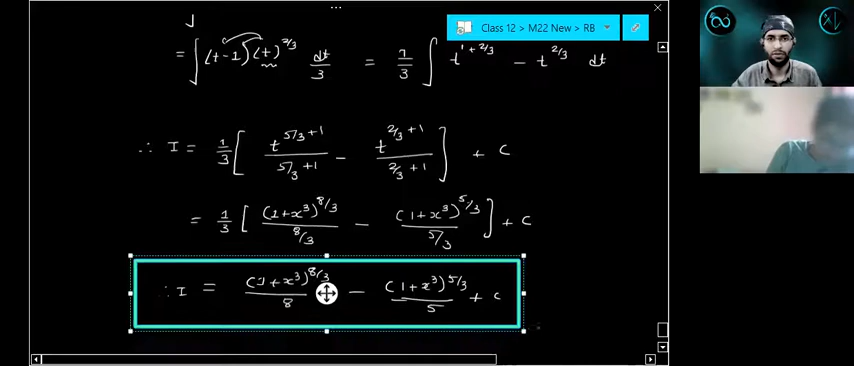 Class 12 > M22 New > RB
= ∫ (t-1) (t)^{2/3} dt/3 = 1/3 ∫ t^{1+2/3} - t^{2/3} dt
∴ I = 1/3 [ t^{5/3+1}/(5/3+1) - t^{2/3+1}/(2/3+1) ] + C
= 1/3 [ (1+x^3)^{8/3}/(8/3) - (1+x^3)^{5/3}/(5/3) ] + C
∴ I = (1+x^3)^{8/3}/8 - (1+x^3)^{5/3}/5 + C